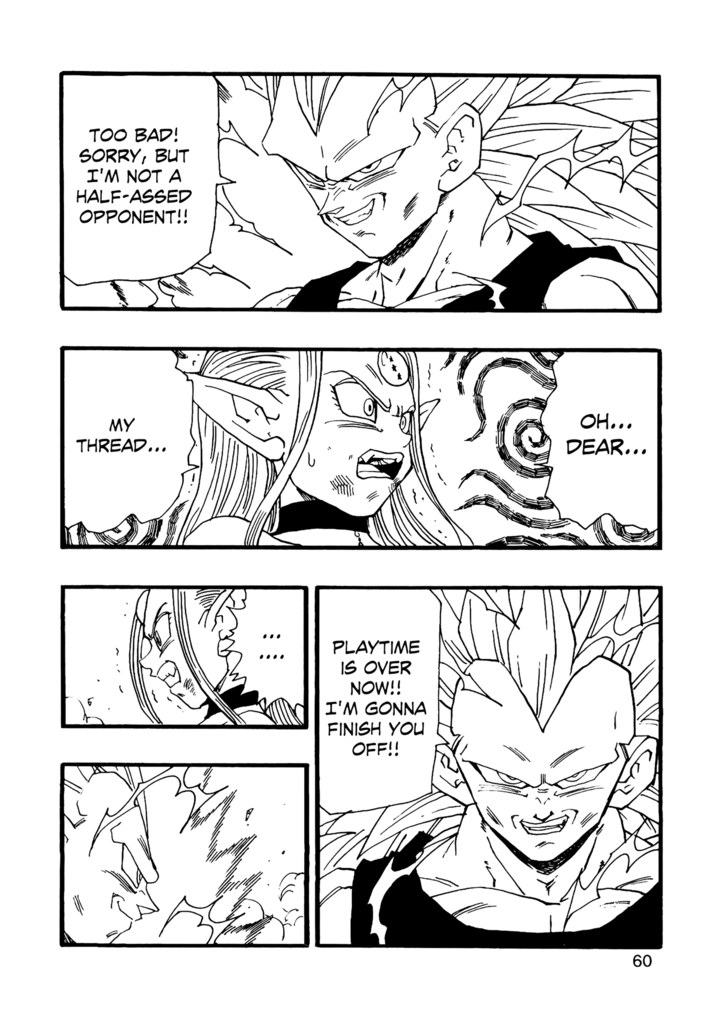 TOO BAD!
SORRY, BUT
I'M NOT A
HALF-ASSED
OPPONENT!!
OH...
DEAR...
MY
THREAD...
PLAYTIME
IS OVER
NOW!!
I'M GONNA
FINISH YOU
OFF!!
...
....
60